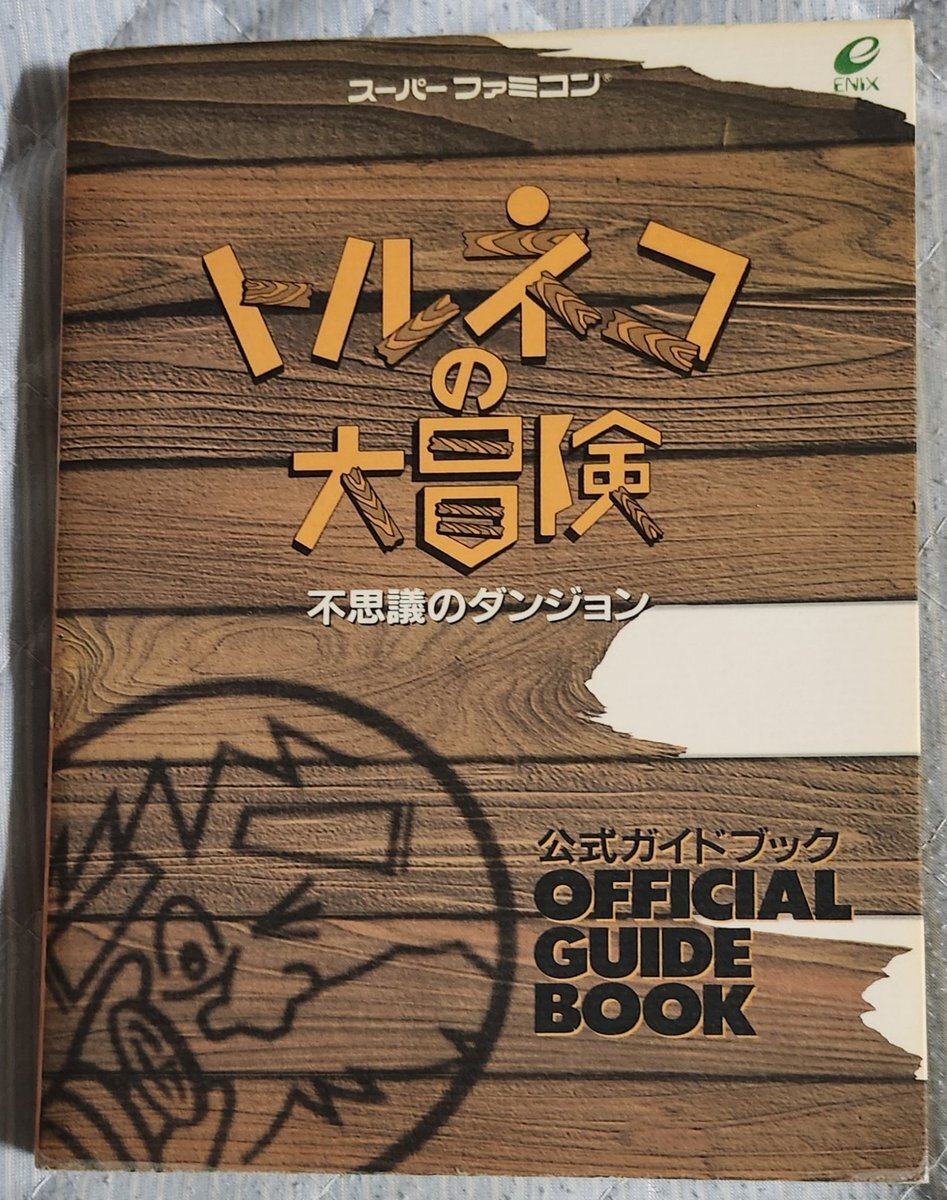 スーパーファミコン®
ENIX
トルネコ
の
大冒険
不思議のダンジョン
公式ガイドブック
OFFICIAL
GUIDE
BOOK